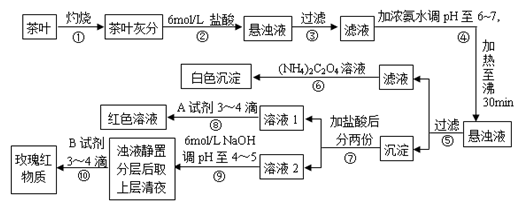 茶叶 灼烧 ① 茶叶灰分 6mol/L 盐酸 ② 悬浊液 过滤 ③ 滤液 加浓氨水调 pH 至 6~7, ④
加热至沸 30min
白色沉淀 (NH₄)₂C₂O₄ 溶液 ⑥ 滤液
红色溶液 A 试剂 3~4 滴 ⑧ 溶液 1 加盐酸后分两份 ⑦ 沉淀 过滤 ⑤ 悬浊液
玫瑰红物质 B 试剂 3~4 滴 ⑩ 浊液静置分层后取上层清夜 6mol/L NaOH 调 pH 至 4~5 ⑨ 溶液 2